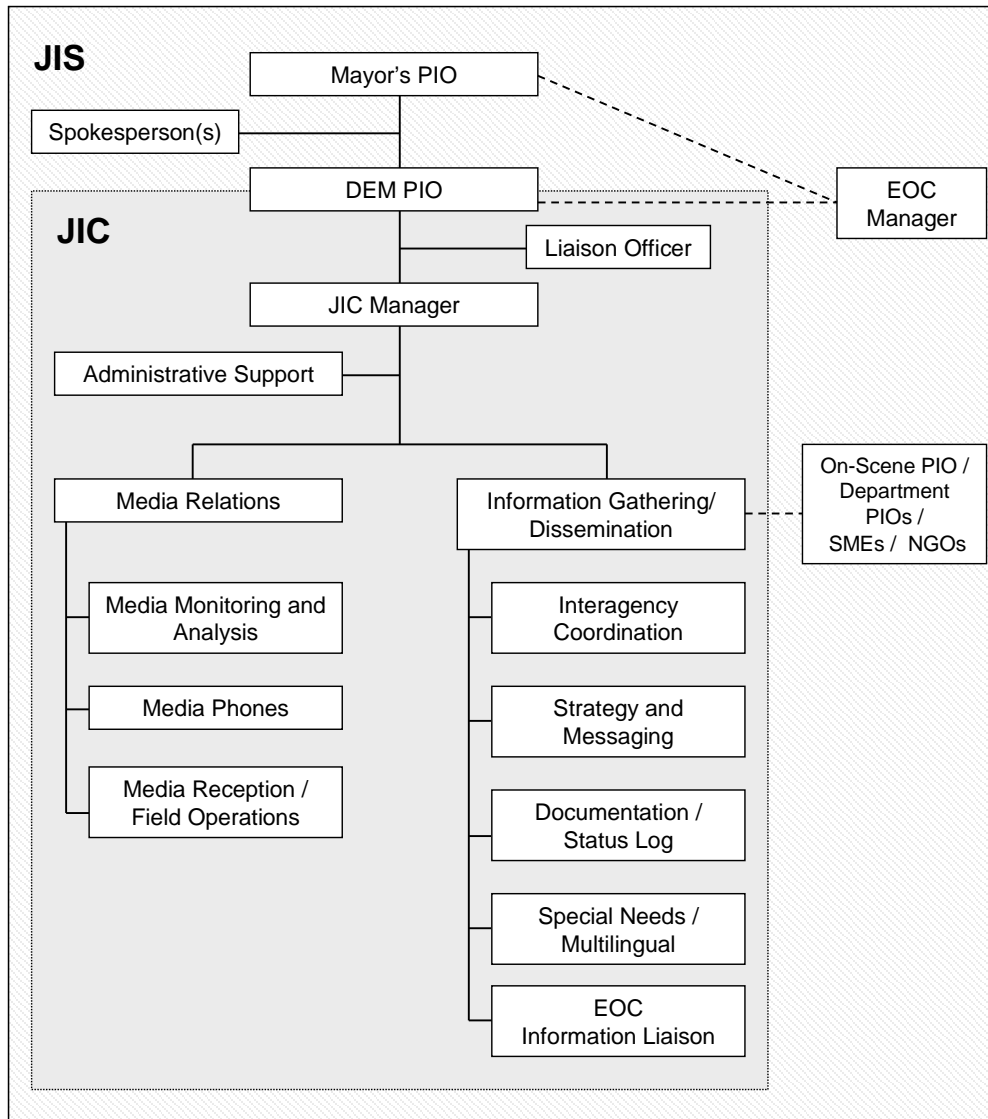 JIS
Mayor's PIO
Spokesperson(s)
DEM PIO
EOC
Manager
JIC
Liaison Officer
JIC Manager
Administrative Support
On-Scene PIO /
Department
PIOs /
SMEs / NGOs
Media Relations
Information Gathering/
Dissemination
Media Monitoring and
Analysis
Media Phones
Media Reception /
Field Operations
Interagency
Coordination
Strategy and
Messaging
Documentation /
Status Log
Special Needs /
Multilingual
EOC
Information Liaison